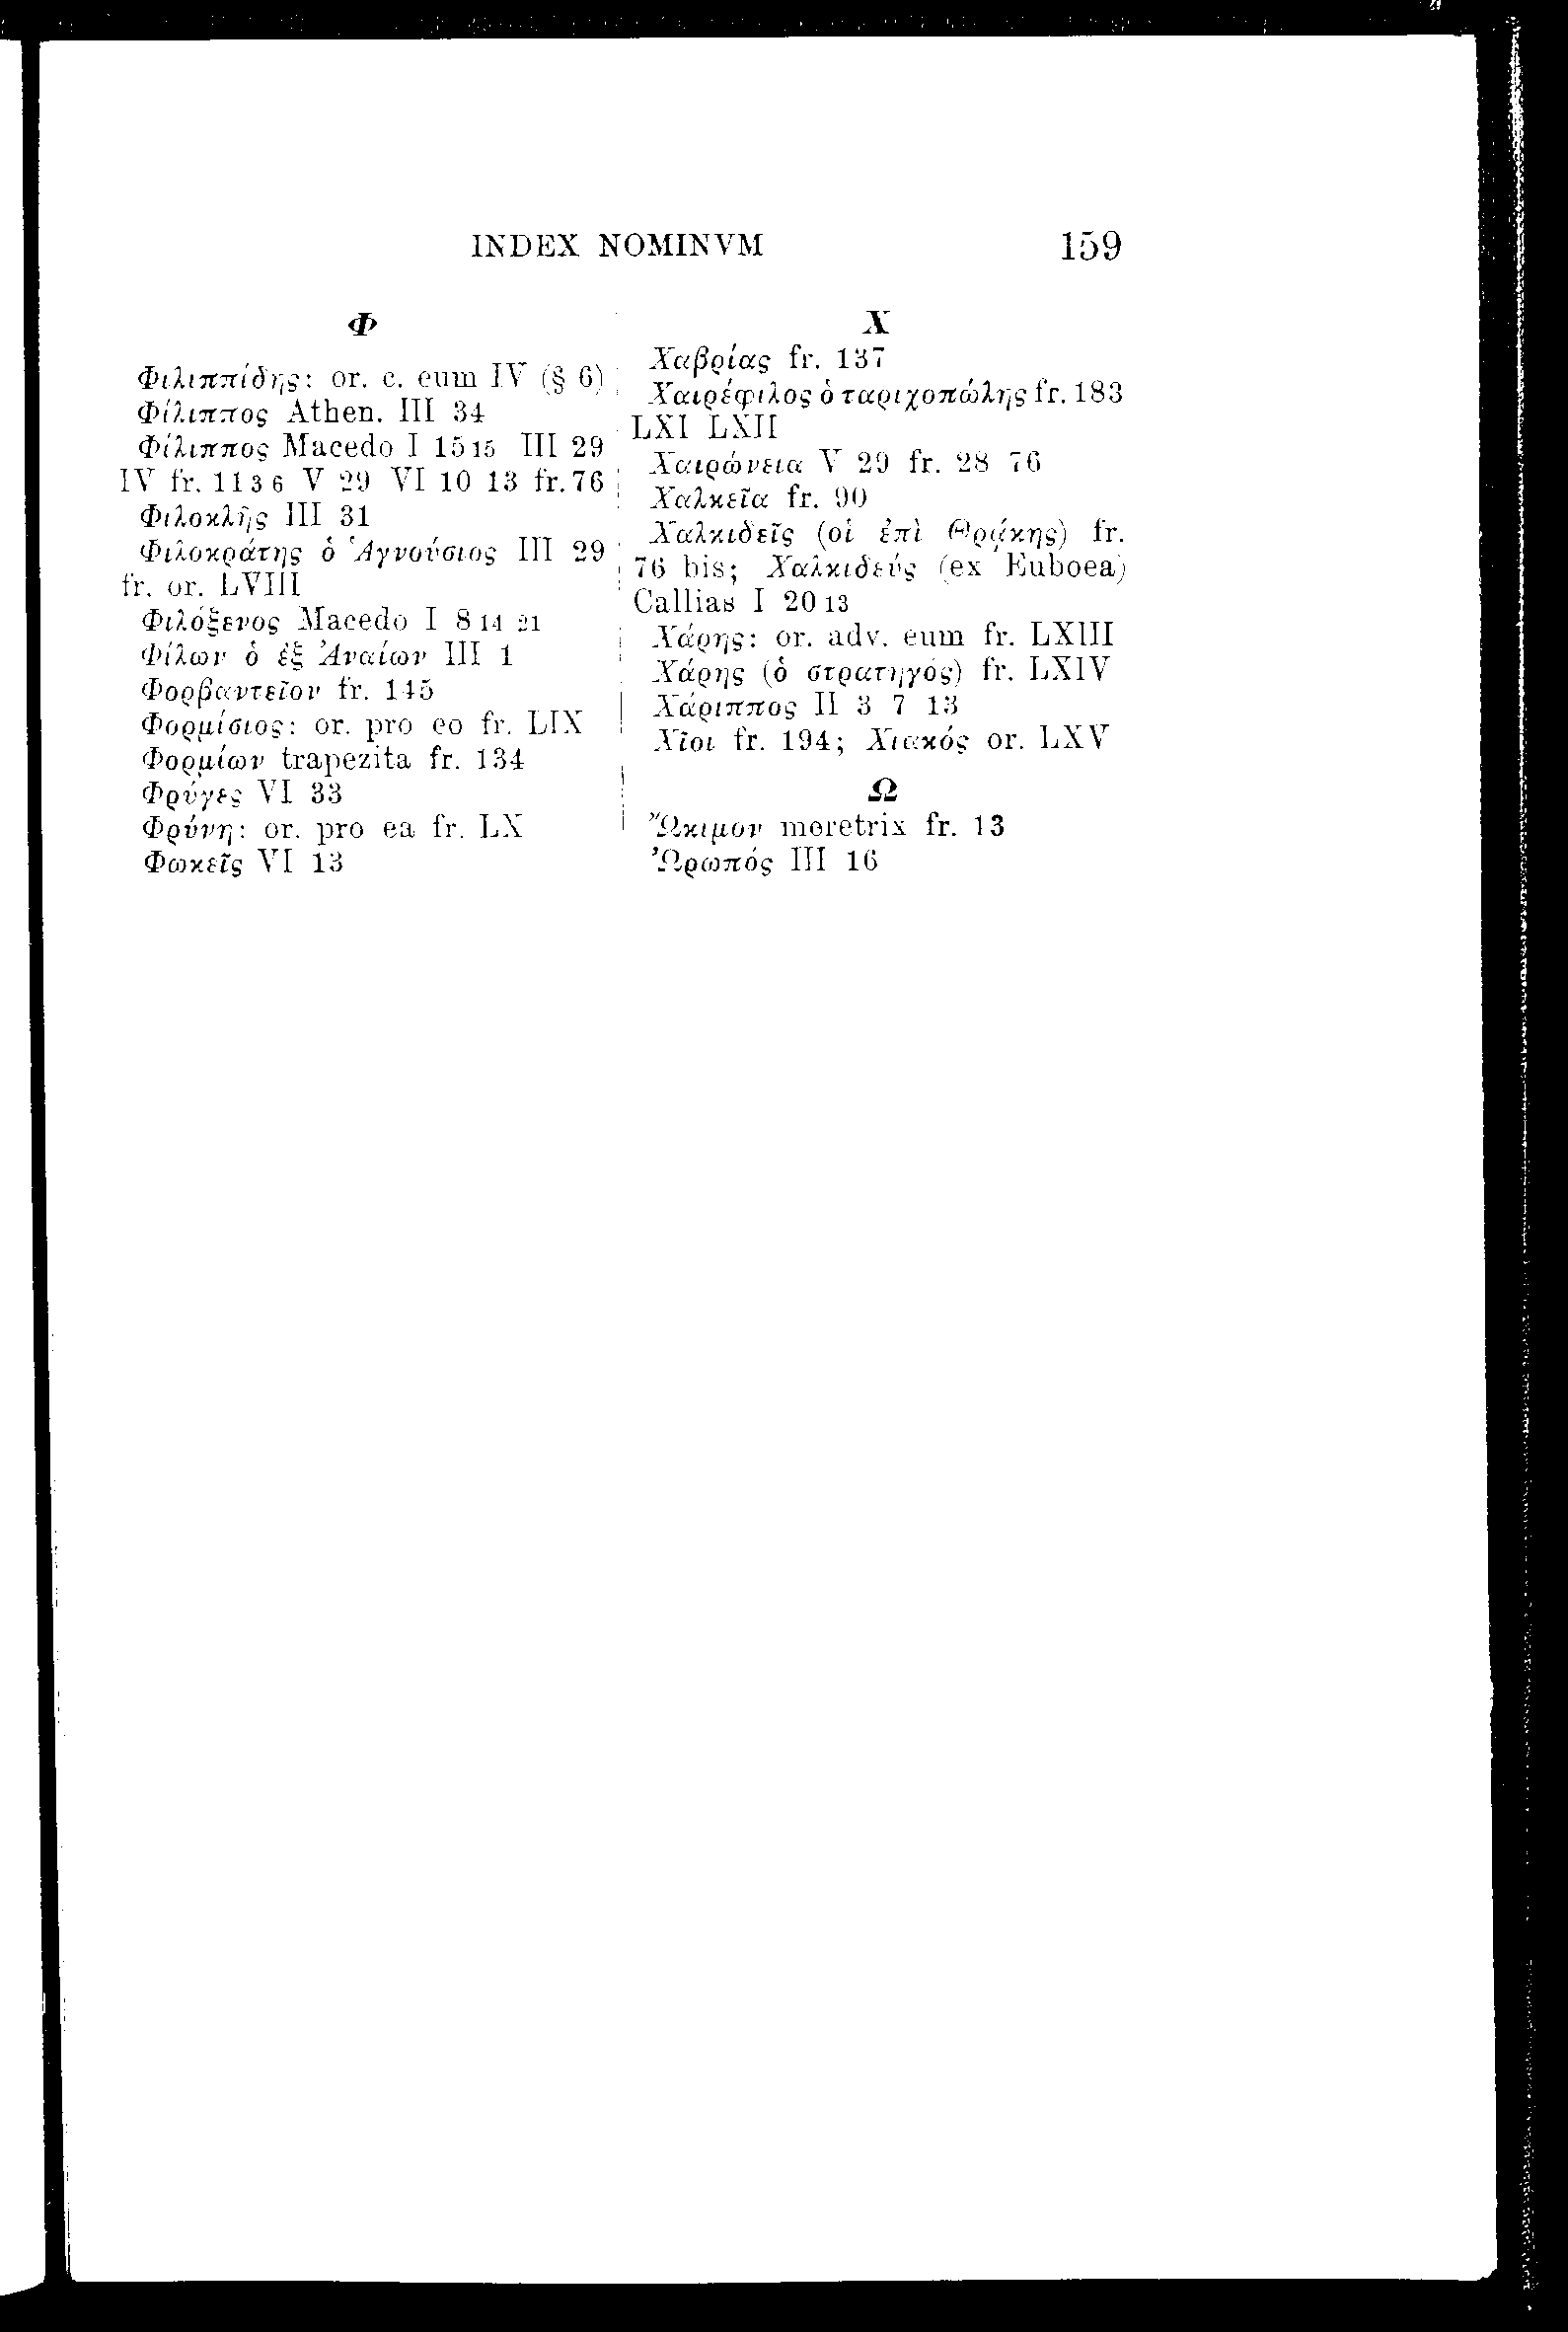 INDEX NOMINVM 159
Φ
Φιλιππίδης: or. c. eum IV (§ 6)
Φίλιππος Athen. III 34
Φίλιππος Macedo I 15 15 III 29
IV fr. 11 3 6 V 29 VI 10 13 fr. 76
Φιλοκλῆς III 31
Φιλοκράτης ὁ Ἁγνούσιος III 29
fr. or. LVIII
Φιλόξενος Macedo I 8 14 21
Φίλων ὁ ἐξ Ἀναίων III 1
Φορβαντεῖον fr. 145
Φορμίσιος: or. pro eo fr. LIX
Φορμίων trapezita fr. 134
Φρύγες VI 33
Φρύνη: or. pro ea fr. LX
Φωκεῖς VI 13
Χ
Χαβρίας fr. 137
Χαιρέφιλος ὁ ταριχοπώλης fr. 183
LXI LXII
Χαιρώνεια V 29 fr. 28 76
Χαλκεῖα fr. 90
Χαλκιδεῖς (οἱ ἐπὶ Θρᾴκης) fr.
76 bis; Χαλκιδεύς (ex Euboea)
Callias I 20 13
Χάρης: or. adv. eum fr. LXIII
Χάρης (ὁ στρατηγός) fr. LXIV
Χάριππος II 3 7 13
Χῖοι fr. 194; Χιακός or. LXV
Ω
Ὤκιμον meretrix fr. 13
Ὠρωπός III 16